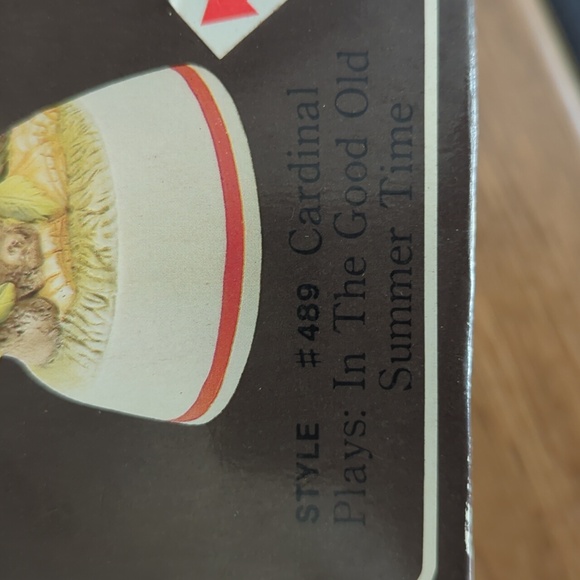 STYLE #489 Cardinal
Plays: In The Good Old
Summer Time